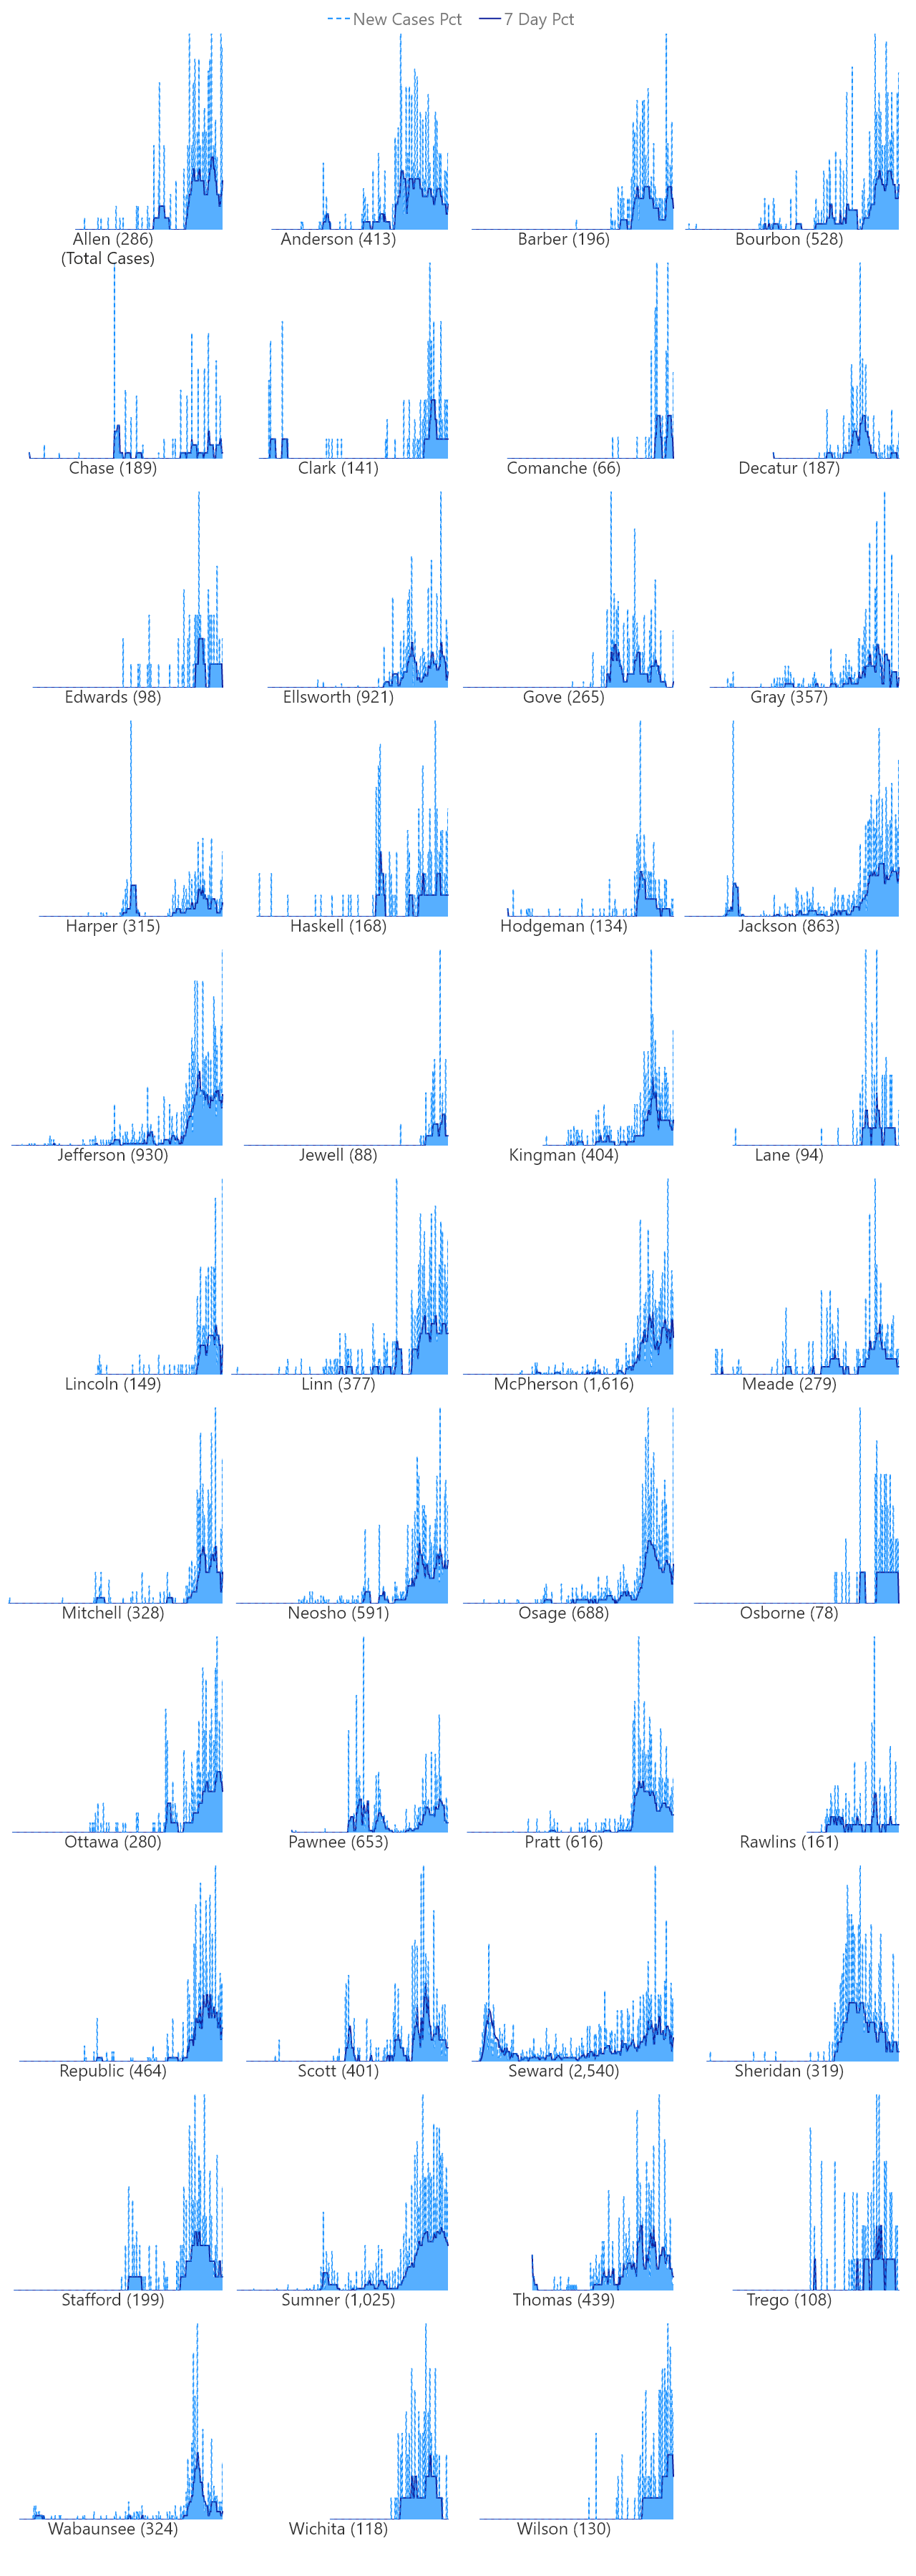 New Cases Pct 7 Day Pct
Allen (286) Anderson (413) Barber (196) Bourbon (528)
(Total Cases)
Chase (189) Clark (141) Comanche (66) Decatur (187)
Edwards (98) Ellsworth (921) Gove (265) Gray (357)
Harper (315) Haskell (168) Hodgeman (134) Jackson (863)
Jefferson (930) Jewell (88) Kingman (404) Lane (94)
Lincoln (149) Linn (377) McPherson (1,616) Meade (279)
Mitchell (328) Neosho (591) Osage (688) Osborne (78)
Ottawa (280) Pawnee (653) Pratt (616) Rawlins (161)
Republic (464) Scott (401) Seward (2,540) Sheridan (319)
Stafford (199) Sumner (1,025) Thomas (439) Trego (108)
Wabaunsee (324) Wichita (118) Wilson (130)